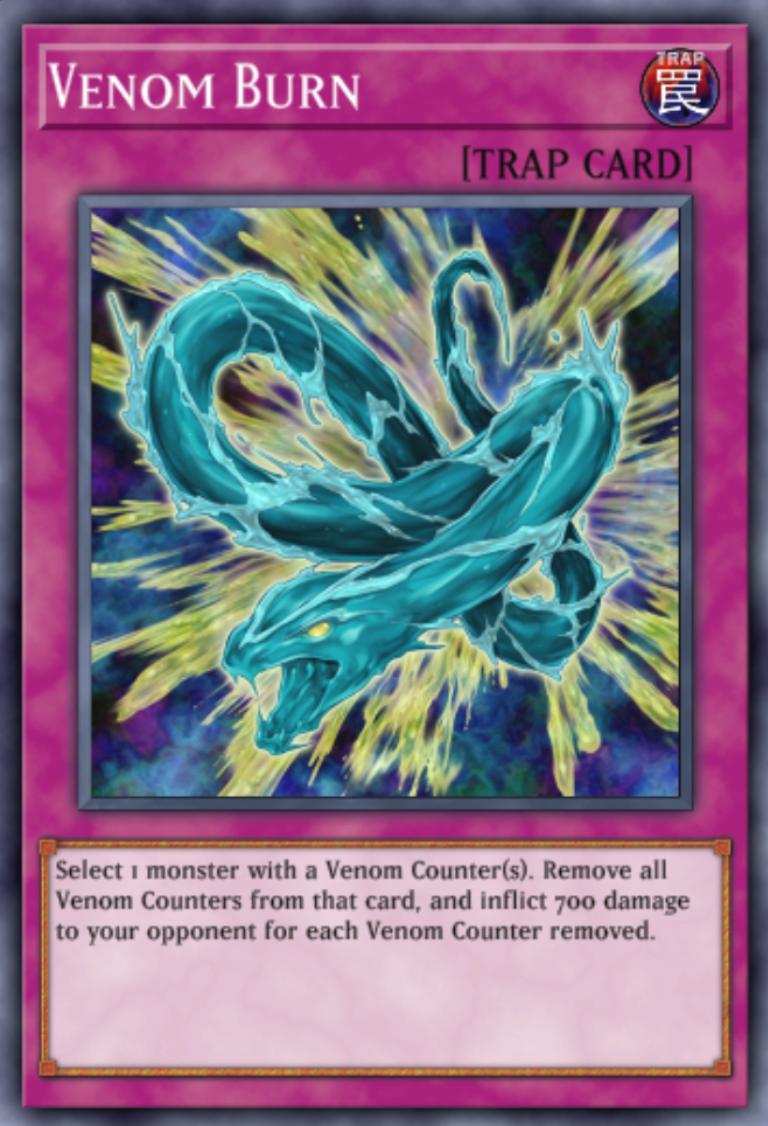 Venom Burn
TRAP
罠
[TRAP CARD]
Select 1 monster with a Venom Counter(s). Remove all
Venom Counters from that card, and inflict 700 damage
to your opponent for each Venom Counter removed.